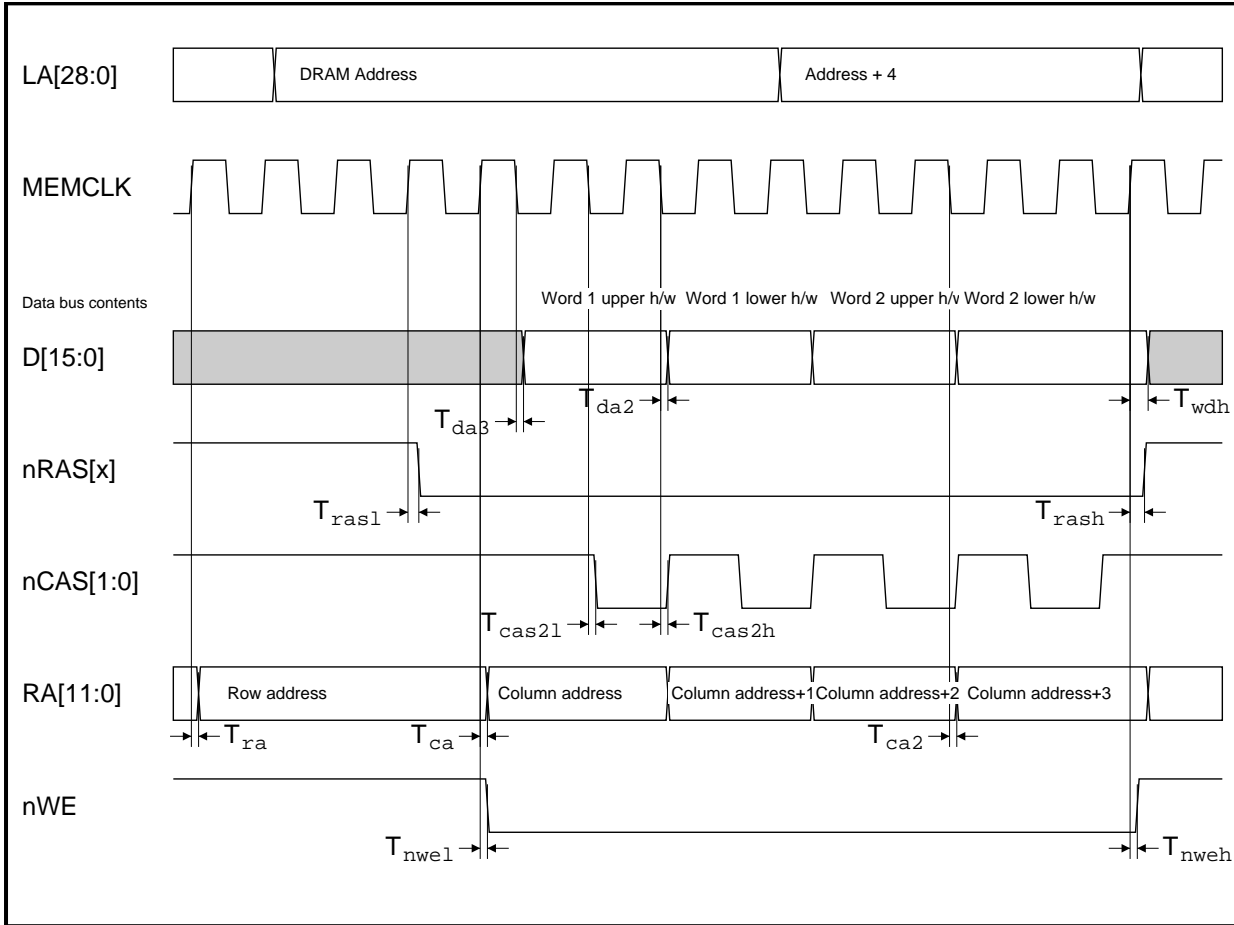 LA[28:0] DRAM Address Address + 4
MEMCLK
Data bus contents Word 1 upper h/w Word 1 lower h/w Word 2 upper h/w Word 2 lower h/w
D[15:0]
Tda3 Tda2 Twdh
nRAS[x]
Trasl Trash
nCAS[1:0]
Tcas2l Tcas2h
RA[11:0] Row address Column address Column address+1 Column address+2 Column address+3
Tra Tca Tca2
nWE
Tnwel Tnweh